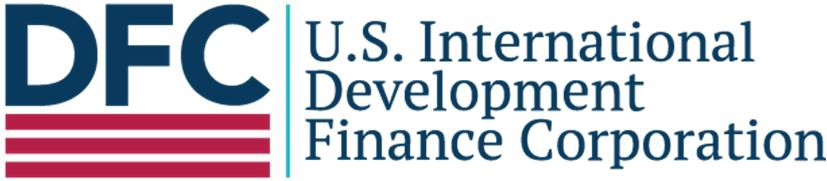 DFC
U.S. International
Development
Finance Corporation